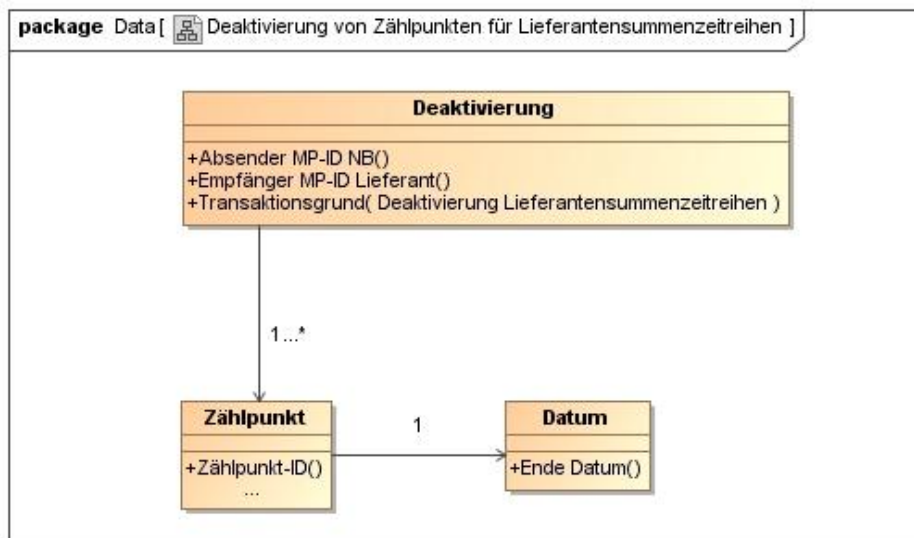 package Data [ Deaktivierung von Zählpunkten für Lieferantensummenzeitreihen ]
Deaktivierung
+Absender MP-ID NB()
+Empfänger MP-ID Lieferant()
+Transaktionsgrund( Deaktivierung Lieferantensummenzeitreihen )
1...*
Zählpunkt
+Zählpunkt-ID()
...
1
Datum
+Ende Datum()